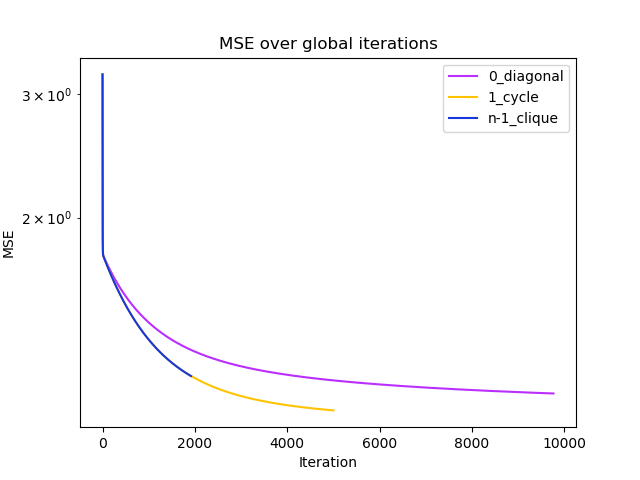 MSE over global iterations
0_diagonal
1_cycle
n-1_clique
3 × 10⁰
2 × 10⁰
MSE
0 2000 4000 6000 8000 10000
Iteration